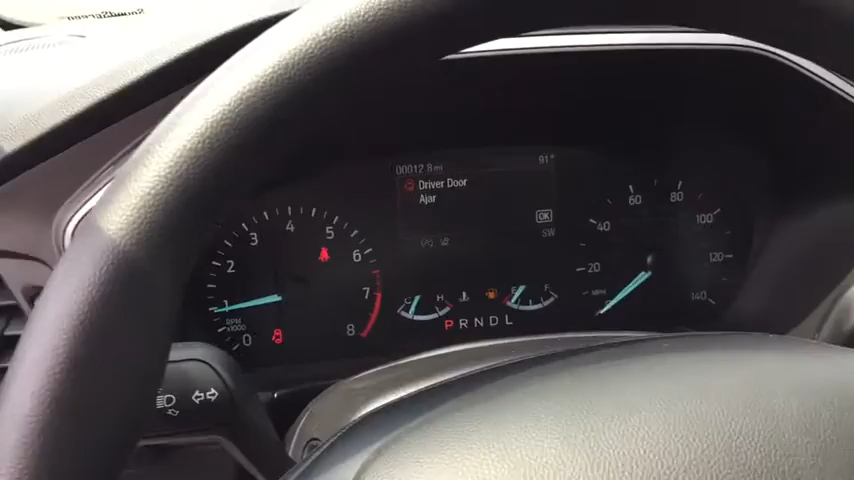 SoundScreen
00012.8 mi 91°
Driver Door
Ajar
OK
SW
0 1 2 3 4 5 6 7 8
RPM
x1000
C H E F
P R N D L
20 40 60 80 100 120 140
MPH